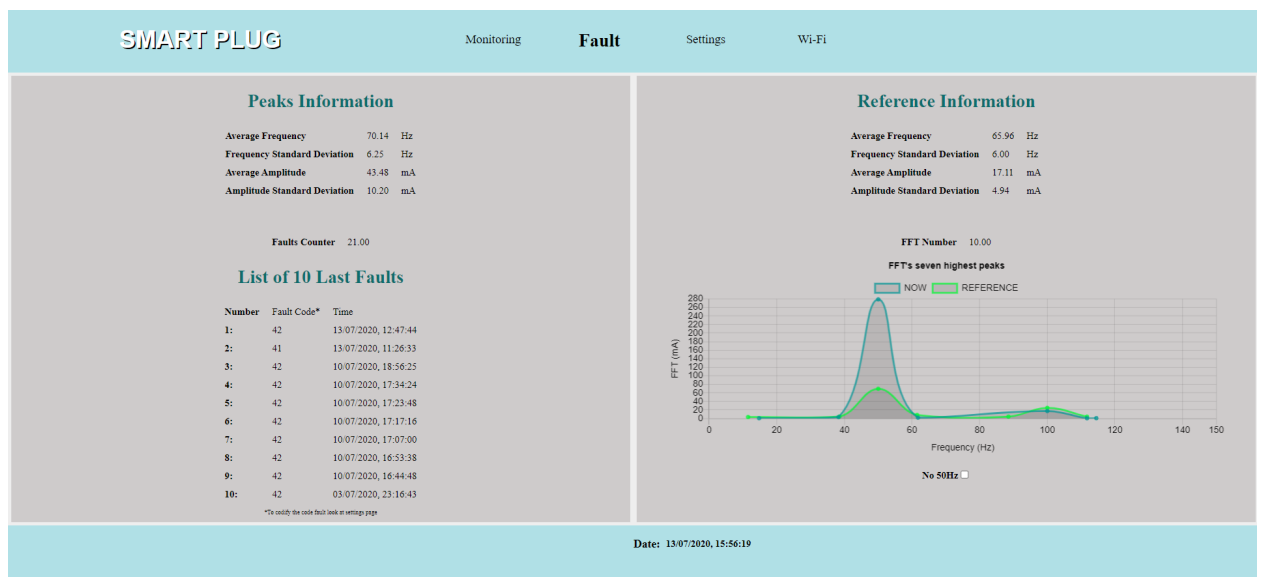 SMART PLUG Monitoring Fault Settings Wi-Fi
Peaks Information
Average Frequency 70.14 Hz
Frequency Standard Deviation 6.25 Hz
Average Amplitude 43.48 mA
Amplitude Standard Deviation 10.20 mA
Faults Counter 21.00
List of 10 Last Faults
Number Fault Code* Time
1: 42 13/07/2020, 12:47:44
2: 41 13/07/2020, 11:26:33
3: 42 10/07/2020, 18:56:25
4: 42 10/07/2020, 17:34:24
5: 42 10/07/2020, 17:23:48
6: 42 10/07/2020, 17:17:16
7: 42 10/07/2020, 17:07:00
8: 42 10/07/2020, 16:53:38
9: 42 10/07/2020, 16:44:48
10: 42 03/07/2020, 23:16:43
*To codify the code fault look at settings page
Reference Information
Average Frequency 65.96 Hz
Frequency Standard Deviation 6.00 Hz
Average Amplitude 17.11 mA
Amplitude Standard Deviation 4.94 mA
FFT Number 10.00
FFT's seven highest peaks
NOW REFERENCE
FFT (mA)
280
260
240
220
200
180
160
140
120
100
80
60
40
20
0
0 20 40 60 80 100 120 140 150
Frequency (Hz)
No 50Hz
Date: 13/07/2020, 15:56:19